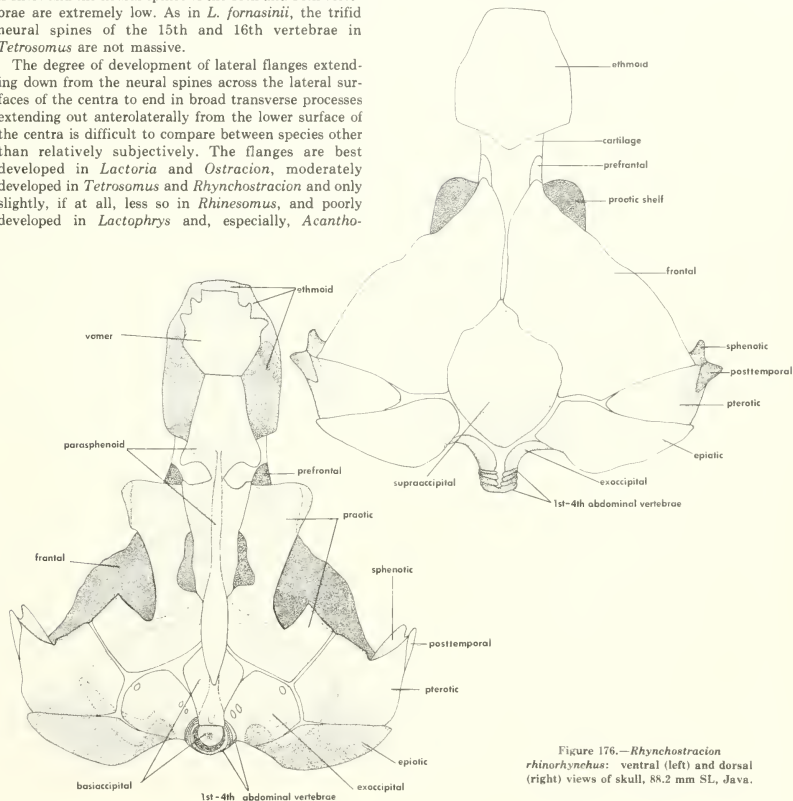 brae are extremely low. As in L. fornasinii, the trifid
neural spines of the 15th and 16th vertebrae in
Tetrosomus are not massive.
The degree of development of lateral flanges extend-
ing down from the neural spines across the lateral sur-
faces of the centra to end in broad transverse processes
extending out anterolaterally from the lower surface of
the centra is difficult to compare between species other
than relatively subjectively. The flanges are best
developed in Lactoria and Ostracion, moderately
developed in Tetrosomus and Rhynchostracion and only
slightly, if at all, less so in Rhinesomus, and poorly
developed in Lactophrys and, especially, Acantho-
ethmoid
cartilage
prefrontal
prootic shelf
frontal
sphenotic
posttemporal
pterotic
epiotic
exoccipital
supraoccipital
1st-4th abdominal vertebrae
ethmoid
vomer
parasphenoid
prefrontal
prootic
frontal
sphenotic
posttemporal
pterotic
epiotic
exoccipital
basioccipital
1st-4th abdominal vertebrae
Figure 176.—Rhynchostracion
rhinorhynchus: ventral (left) and dorsal
(right) views of skull, 88.2 mm SL, Java.